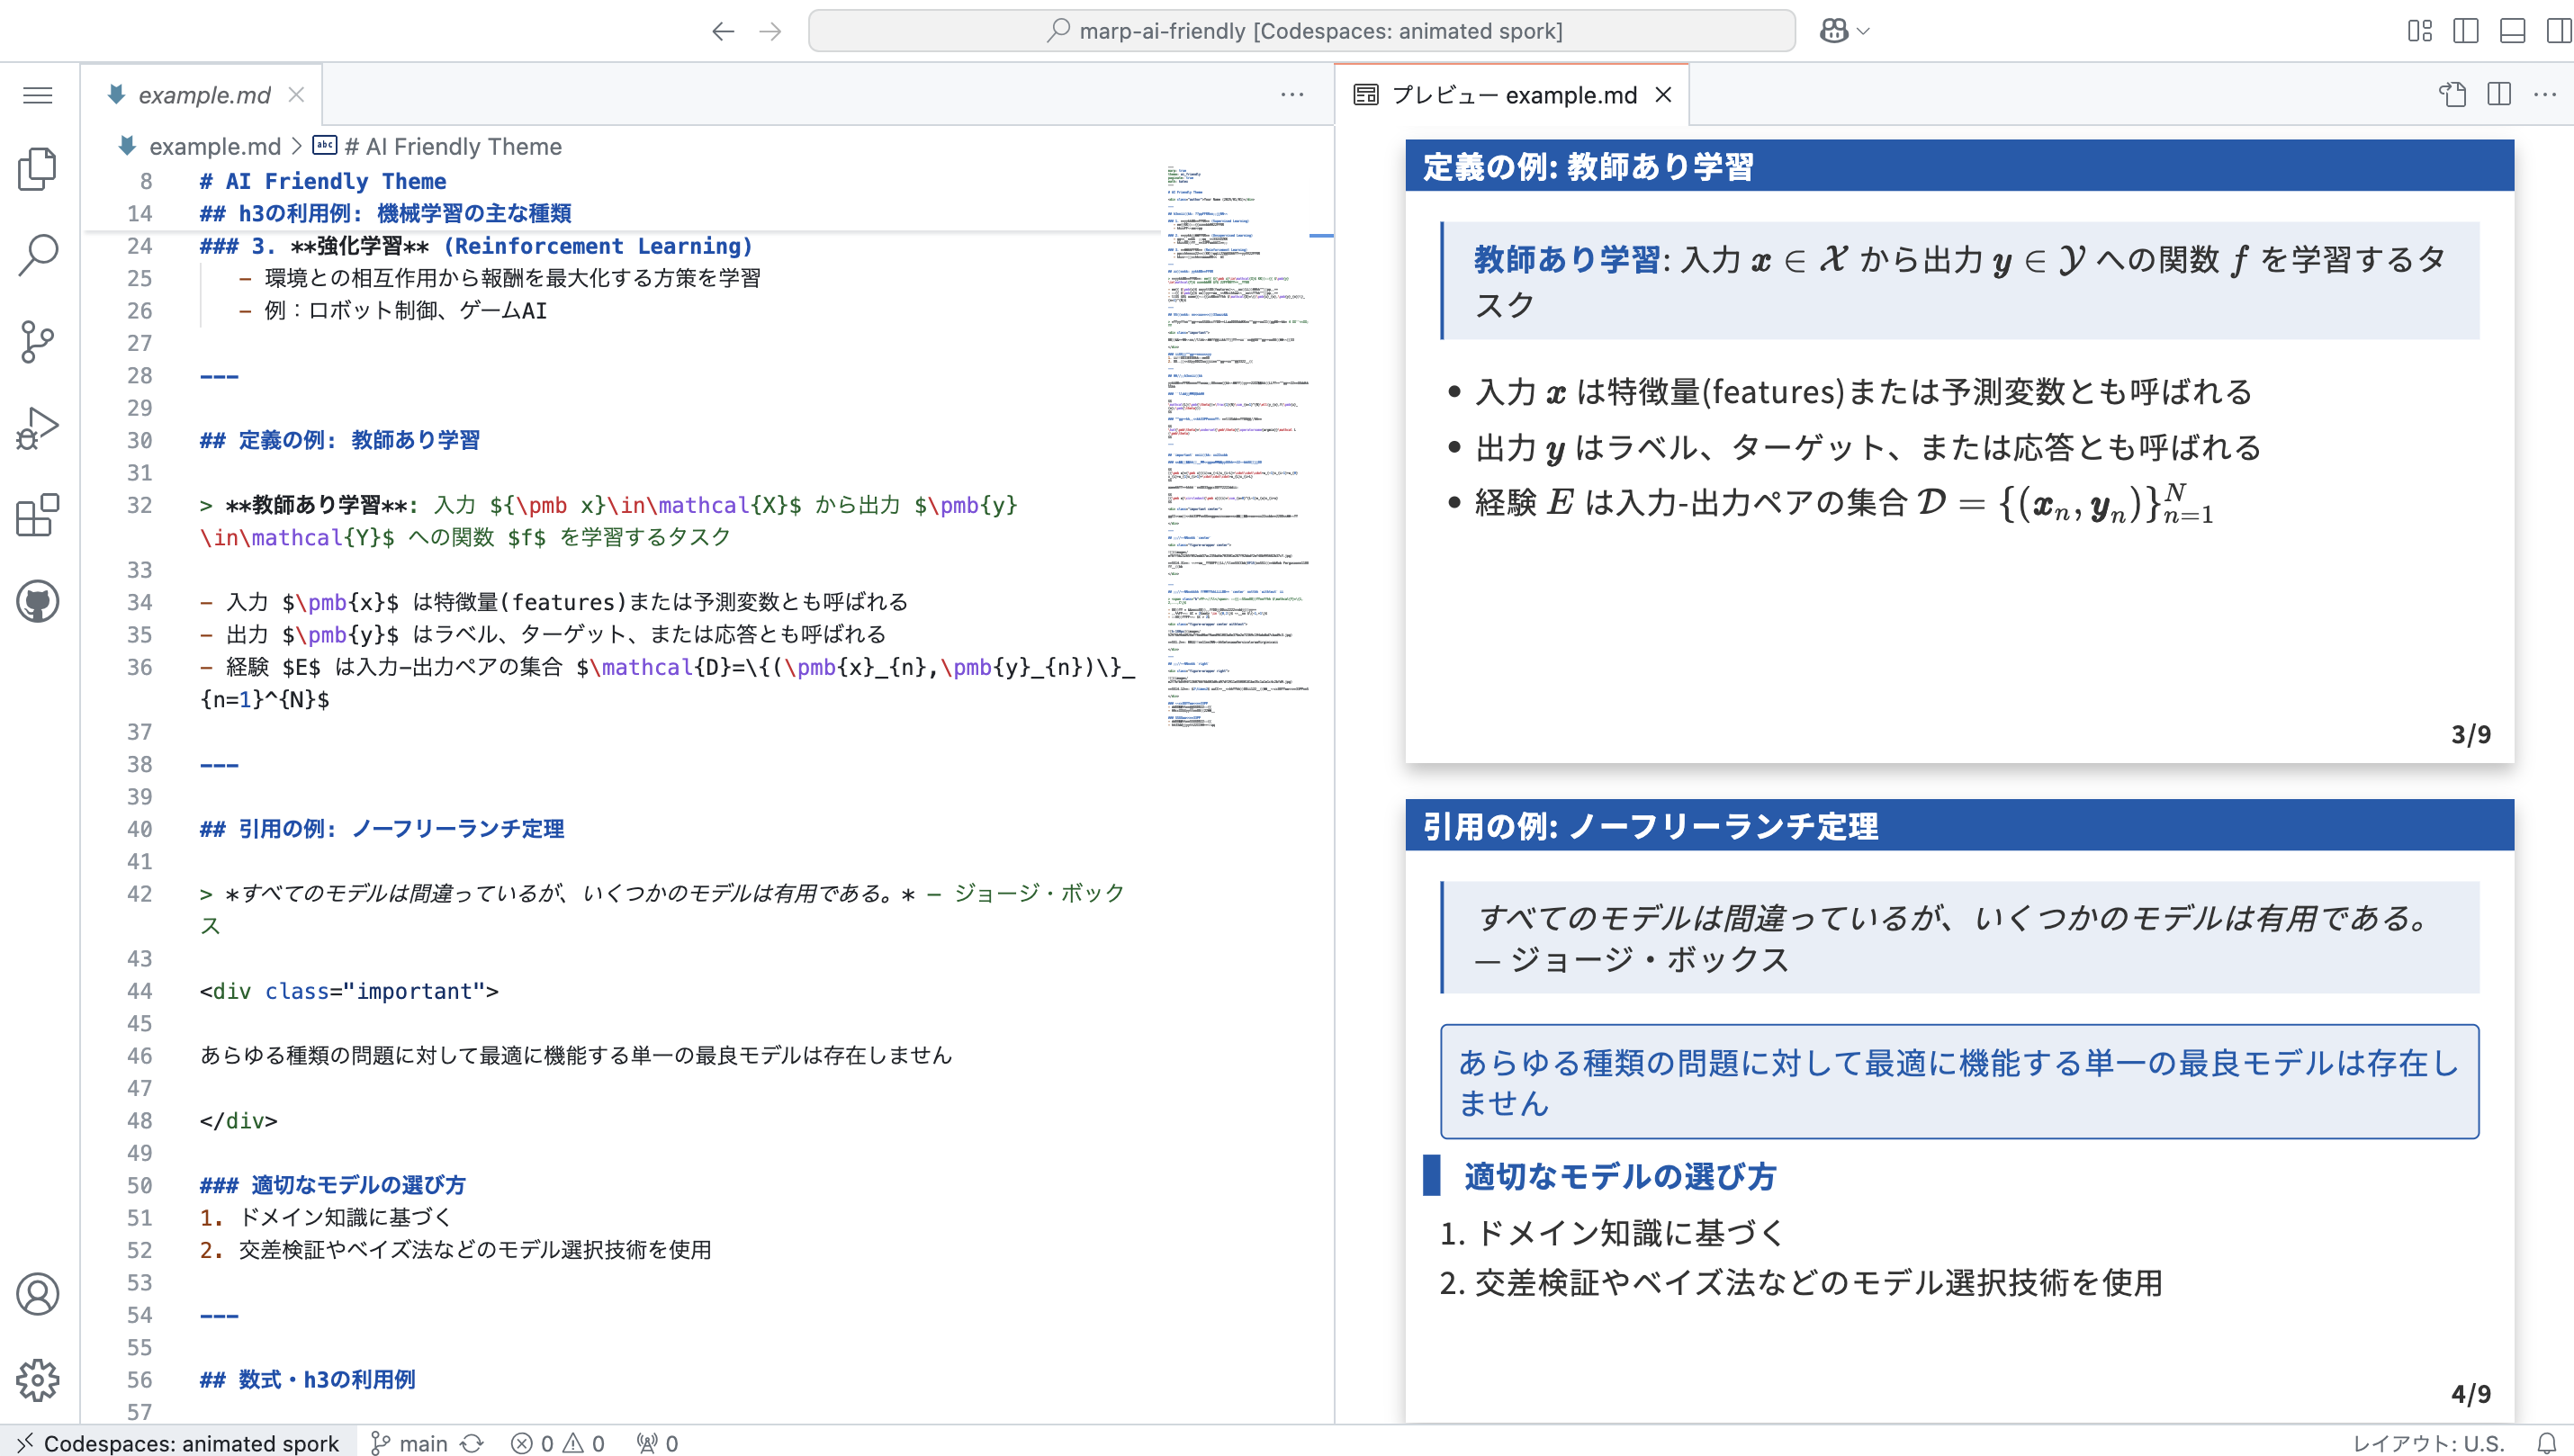 marp-ai-friendly [Codespaces: animated spork]
example.md
example.md > # AI Friendly Theme
8 # AI Friendly Theme
14 ## h3の利用例: 機械学習の主な種類
24 ### 3. **強化学習** (Reinforcement Learning)
25 - 環境との相互作用から報酬を最大化する方策を学習
26 - 例：ロボット制御、ゲームAI
27
28 ---
29
30 ## 定義の例: 教師あり学習
31
32 > **教師あり学習**: 入力 ${\pmb x}\in\mathcal{X}$ から出力 $\pmb{y}
\in\mathcal{Y}$ への関数 $f$ を学習するタスク
33
34 - 入力 $\pmb{x}$ は特徴量(features)または予測変数とも呼ばれる
35 - 出力 $\pmb{y}$ はラベル、ターゲット、または応答とも呼ばれる
36 - 経験 $E$ は入力-出力ペアの集合 $\mathcal{D}=\{(\pmb{x}_{n},\pmb{y}_{n})\}_
{n=1}^{N}$
37
38 ---
39
40 ## 引用の例: ノーフリーランチ定理
41
42 > *すべてのモデルは間違っているが、いくつかのモデルは有用である。* — ジョージ・ボック
ス
43
44 <div class="important">
45
46 あらゆる種類の問題に対して最適に機能する単一の最良モデルは存在しません
47
48 </div>
49
50 ### 適切なモデルの選び方
51 1. ドメイン知識に基づく
52 2. 交差検証やベイズ法などのモデル選択技術を使用
53
54 ---
55
56 ## 数式・h3の利用例
57
プレビュー example.md
定義の例: 教師あり学習
教師あり学習: 入力 𝒙 ∈ 𝒳 から出力 𝒚 ∈ 𝒴 への関数 f を学習するタ
スク
• 入力 𝒙 は特徴量(features)または予測変数とも呼ばれる
• 出力 𝒚 はラベル、ターゲット、または応答とも呼ばれる
• 経験 E は入力-出力ペアの集合 𝒟 = {(𝒙ₙ, 𝒚ₙ)}ₙ₌₁ᴺ
3/9
引用の例: ノーフリーランチ定理
すべてのモデルは間違っているが、いくつかのモデルは有用である。
— ジョージ・ボックス
あらゆる種類の問題に対して最適に機能する単一の最良モデルは存在し
ません
適切なモデルの選び方
1. ドメイン知識に基づく
2. 交差検証やベイズ法などのモデル選択技術を使用
4/9
Codespaces: animated spork main 0 0 0
レイアウト: U.S.